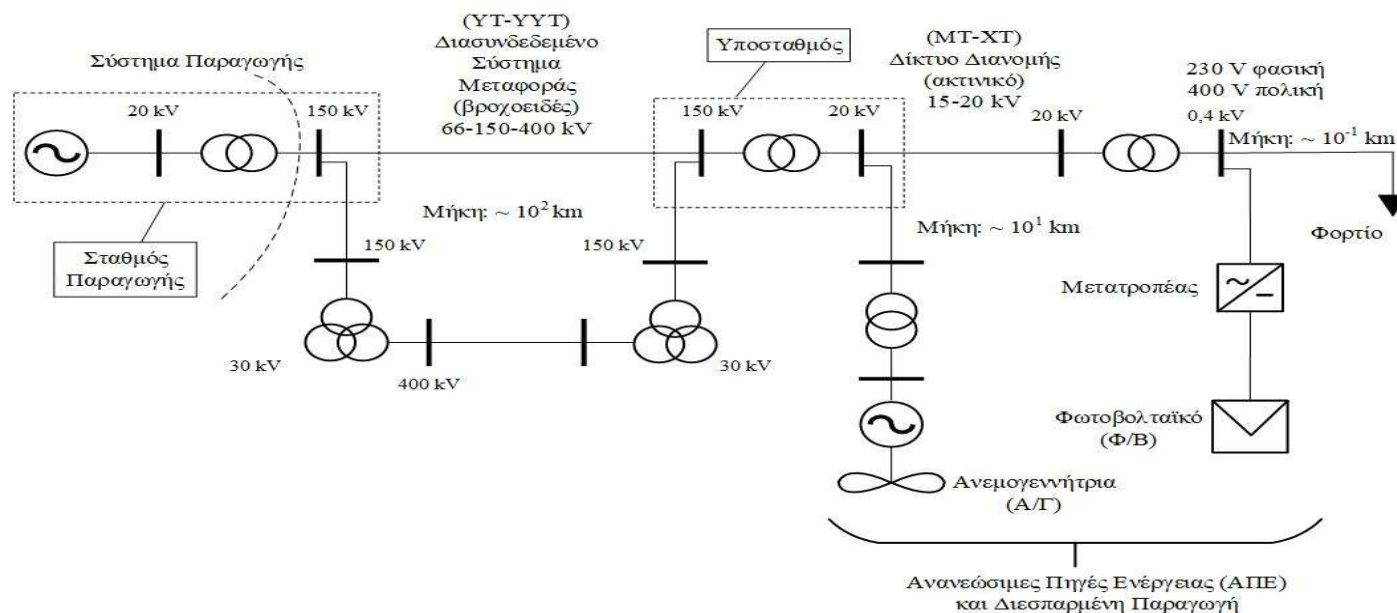 (ΥΤ-ΥΥΤ)
Διασυνδεδεμένο
Σύστημα
Μεταφοράς
(βροχοειδές)
66-150-400 kV
Υποσταθμός
(ΜΤ-ΧΤ)
Δίκτυο Διανομής
(ακτινικό)
15-20 kV
230 V φασική
400 V πολική
Σύστημα Παραγωγής
20 kV
150 kV
150 kV
20 kV
20 kV
0,4 kV
Μήκη: ~ 10-1 km
Μήκη: ~ 102 km
Μήκη: ~ 101 km
Φορτίο
Σταθμός
Παραγωγής
150 kV
150 kV
Μετατροπέας
30 kV
400 kV
30 kV
Φωτοβολταϊκό
(Φ/Β)
Ανεμογεννήτρια
(Α/Γ)
Ανανεώσιμες Πηγές Ενέργειας (ΑΠΕ)
και Διεσπαρμένη Παραγωγή